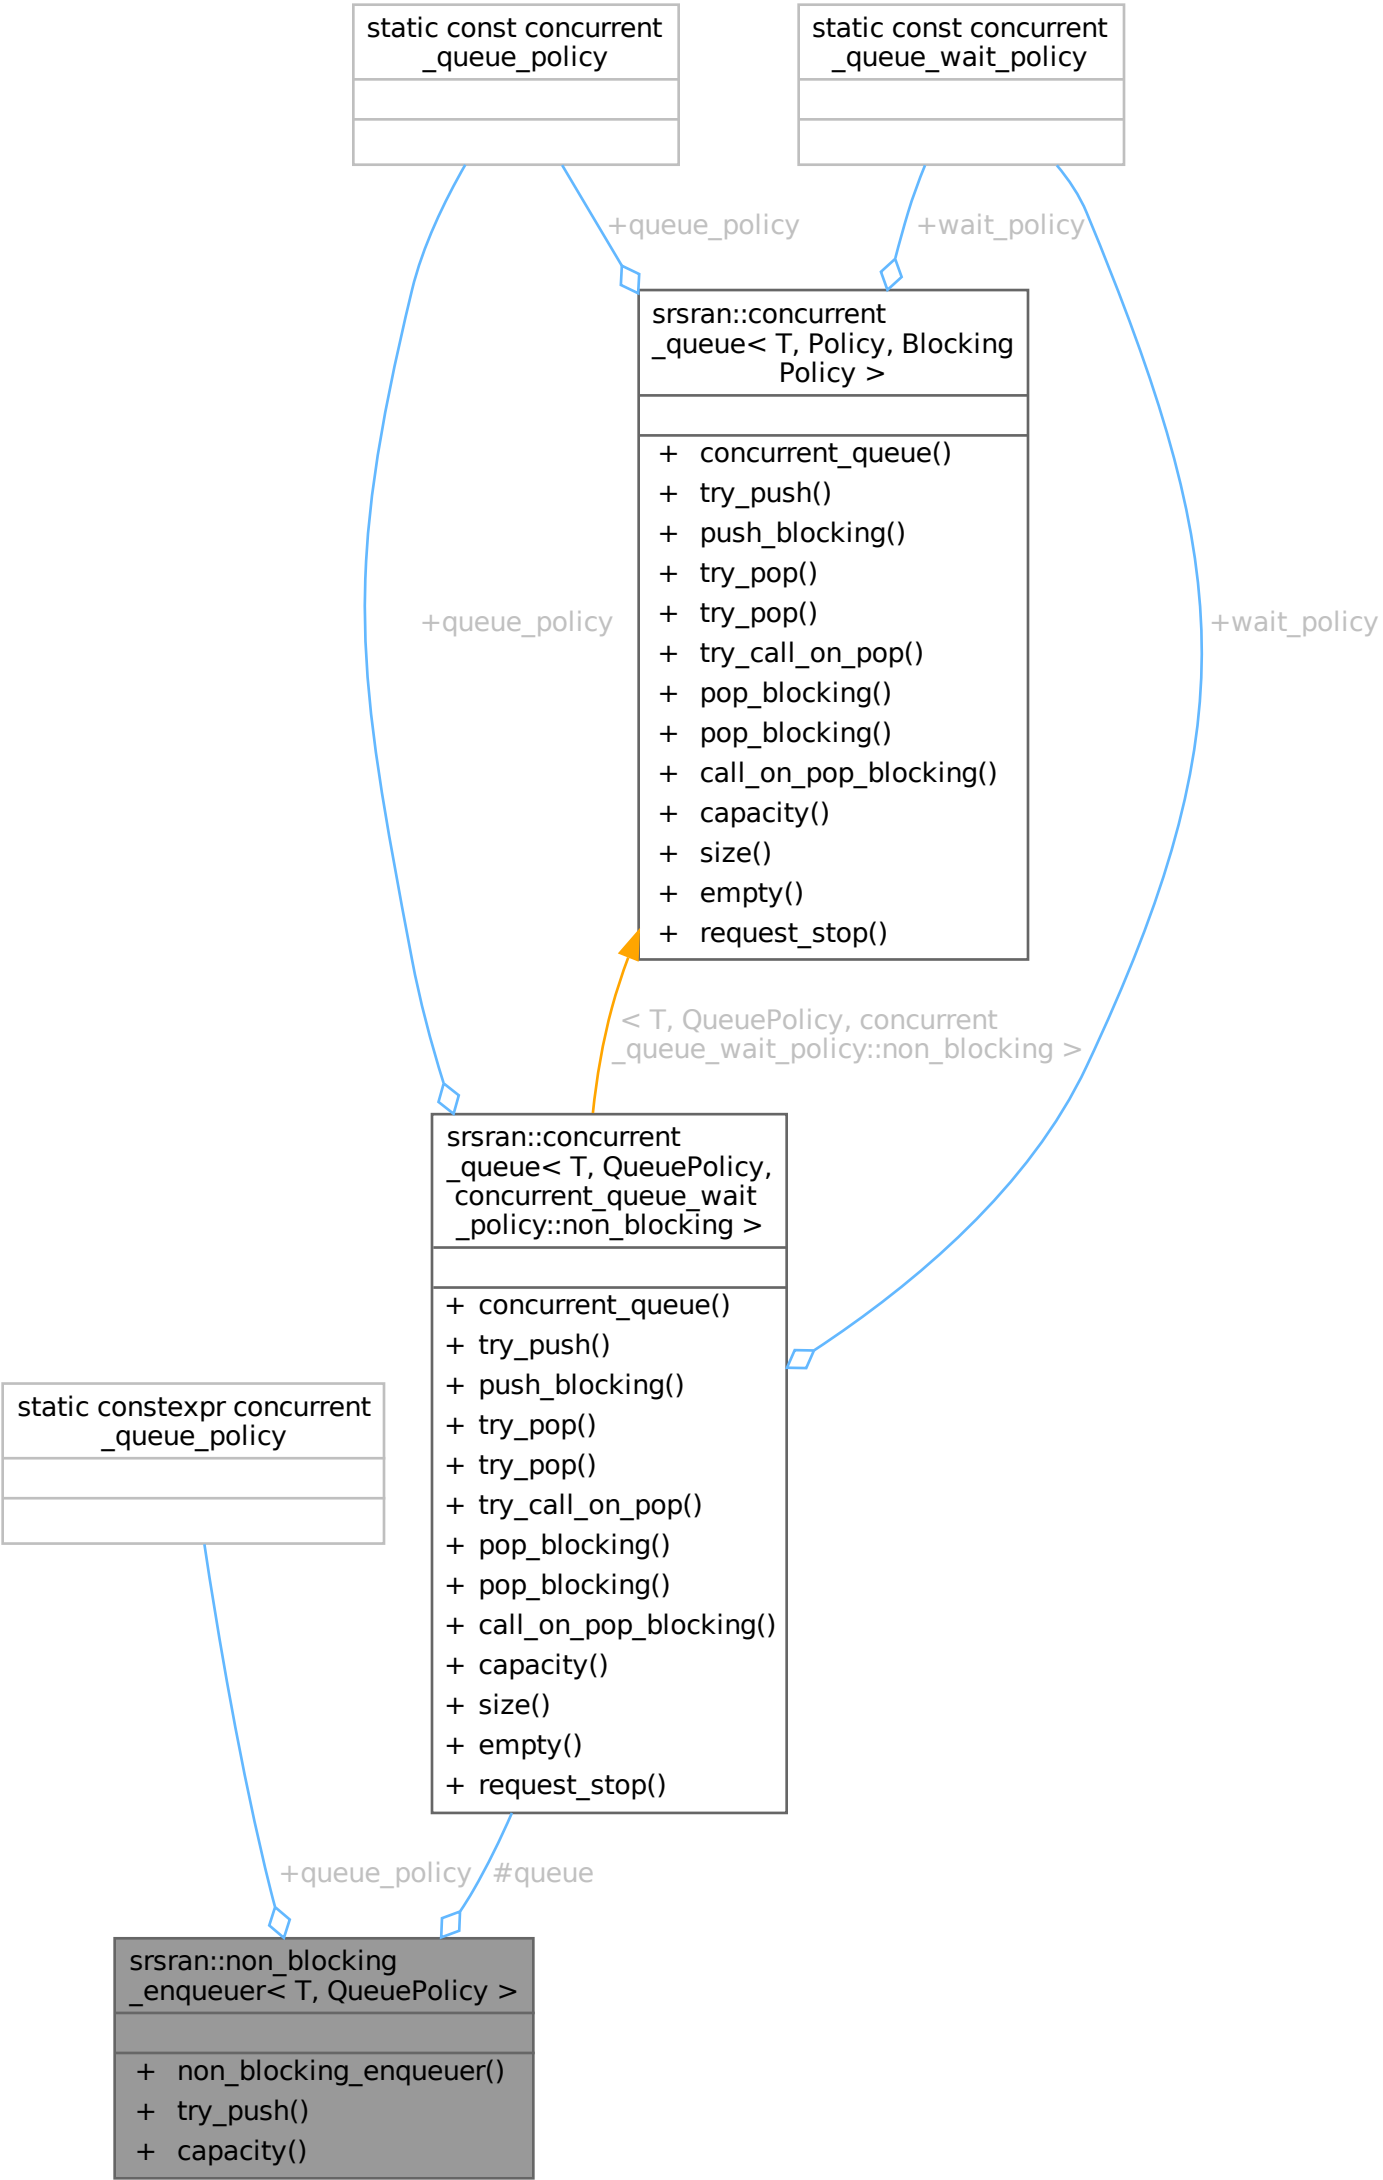 static const concurrent
_queue_policy
static const concurrent
_queue_wait_policy
+queue_policy
+wait_policy
srsran::concurrent
_queue< T, Policy, Blocking
Policy >
+ concurrent_queue()
+ try_push()
+ push_blocking()
+ try_pop()
+ try_pop()
+ try_call_on_pop()
+ pop_blocking()
+ pop_blocking()
+ call_on_pop_blocking()
+ capacity()
+ size()
+ empty()
+ request_stop()
+queue_policy
+wait_policy
< T, QueuePolicy, concurrent
_queue_wait_policy::non_blocking >
srsran::concurrent
_queue< T, QueuePolicy,
concurrent_queue_wait
_policy::non_blocking >
+ concurrent_queue()
+ try_push()
+ push_blocking()
+ try_pop()
+ try_pop()
+ try_call_on_pop()
+ pop_blocking()
+ pop_blocking()
+ call_on_pop_blocking()
+ capacity()
+ size()
+ empty()
+ request_stop()
static constexpr concurrent
_queue_policy
+queue_policy
#queue
srsran::non_blocking
_enqueuer< T, QueuePolicy >
+ non_blocking_enqueuer()
+ try_push()
+ capacity()